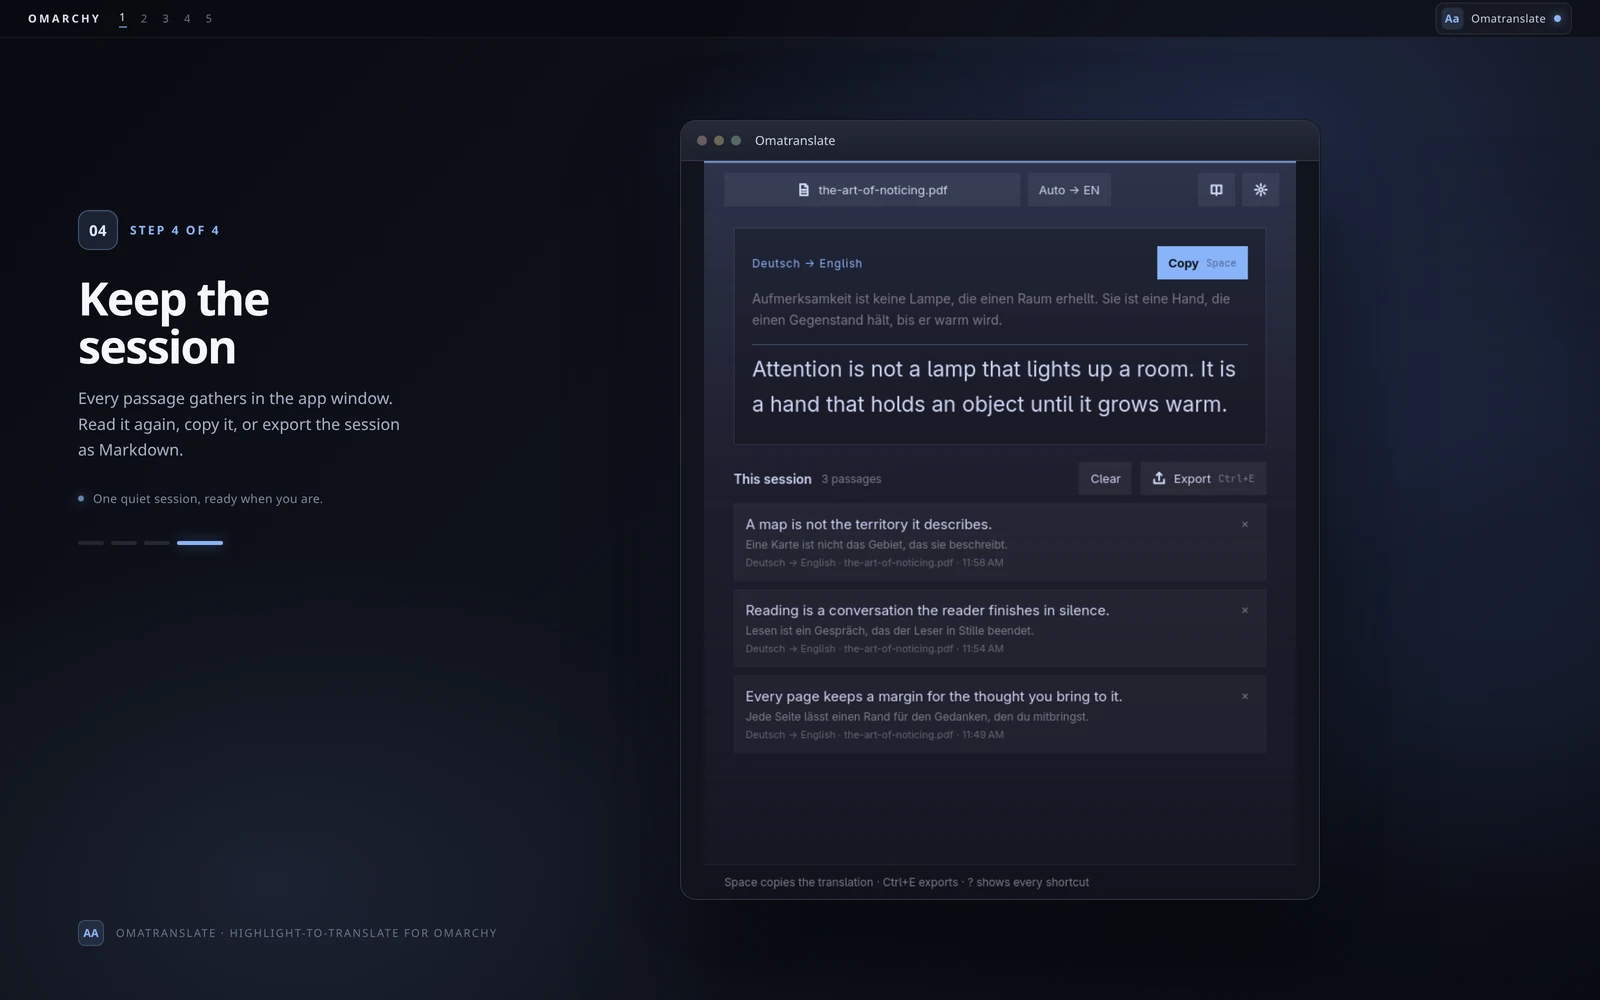 OMARCHY 1 2 3 4 5
Aa Omatranslate
04 STEP 4 OF 4
Keep the
session
Every passage gathers in the app window.
Read it again, copy it, or export the session
as Markdown.
One quiet session, ready when you are.
AA OMATRANSLATE · HIGHLIGHT-TO-TRANSLATE FOR OMARCHY
Omatranslate
the-art-of-noticing.pdf Auto → EN
Deutsch → English Copy Space
Aufmerksamkeit ist keine Lampe, die einen Raum erhellt. Sie ist eine Hand, die
einen Gegenstand hält, bis er warm wird.
Attention is not a lamp that lights up a room. It is
a hand that holds an object until it grows warm.
This session 3 passages Clear Export Ctrl+E
A map is not the territory it describes. ×
Eine Karte ist nicht das Gebiet, das sie beschreibt.
Deutsch → English · the-art-of-noticing.pdf · 11:56 AM
Reading is a conversation the reader finishes in silence. ×
Lesen ist ein Gespräch, das der Leser in Stille beendet.
Deutsch → English · the-art-of-noticing.pdf · 11:54 AM
Every page keeps a margin for the thought you bring to it. ×
Jede Seite lässt einen Rand für den Gedanken, den du mitbringst.
Deutsch → English · the-art-of-noticing.pdf · 11:49 AM
Space copies the translation · Ctrl+E exports · ? shows every shortcut